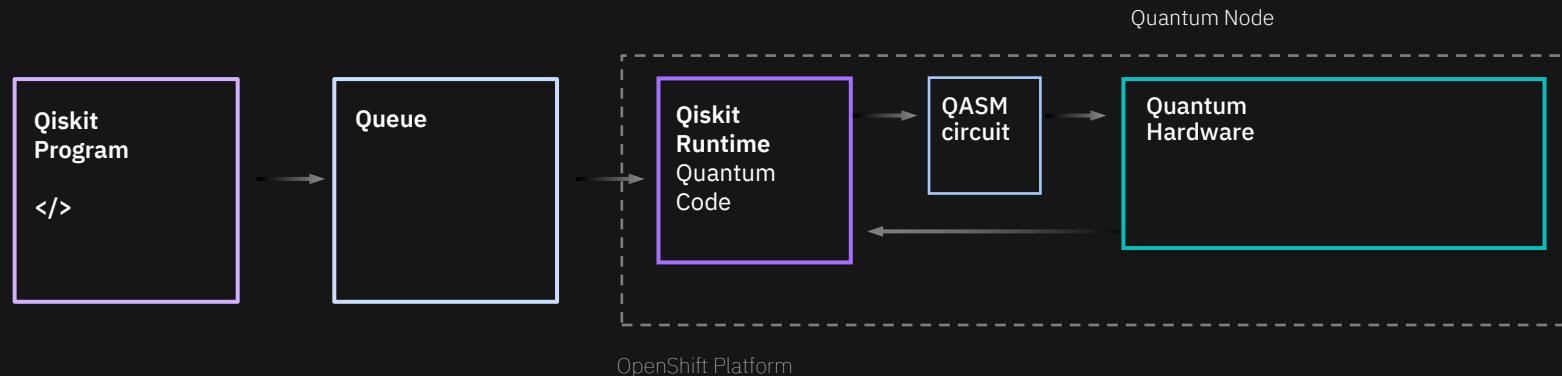 Quantum Node
Qiskit
Program
</>
Queue
Qiskit
Runtime
Quantum
Code
QASM
circuit
Quantum
Hardware
OpenShift Platform